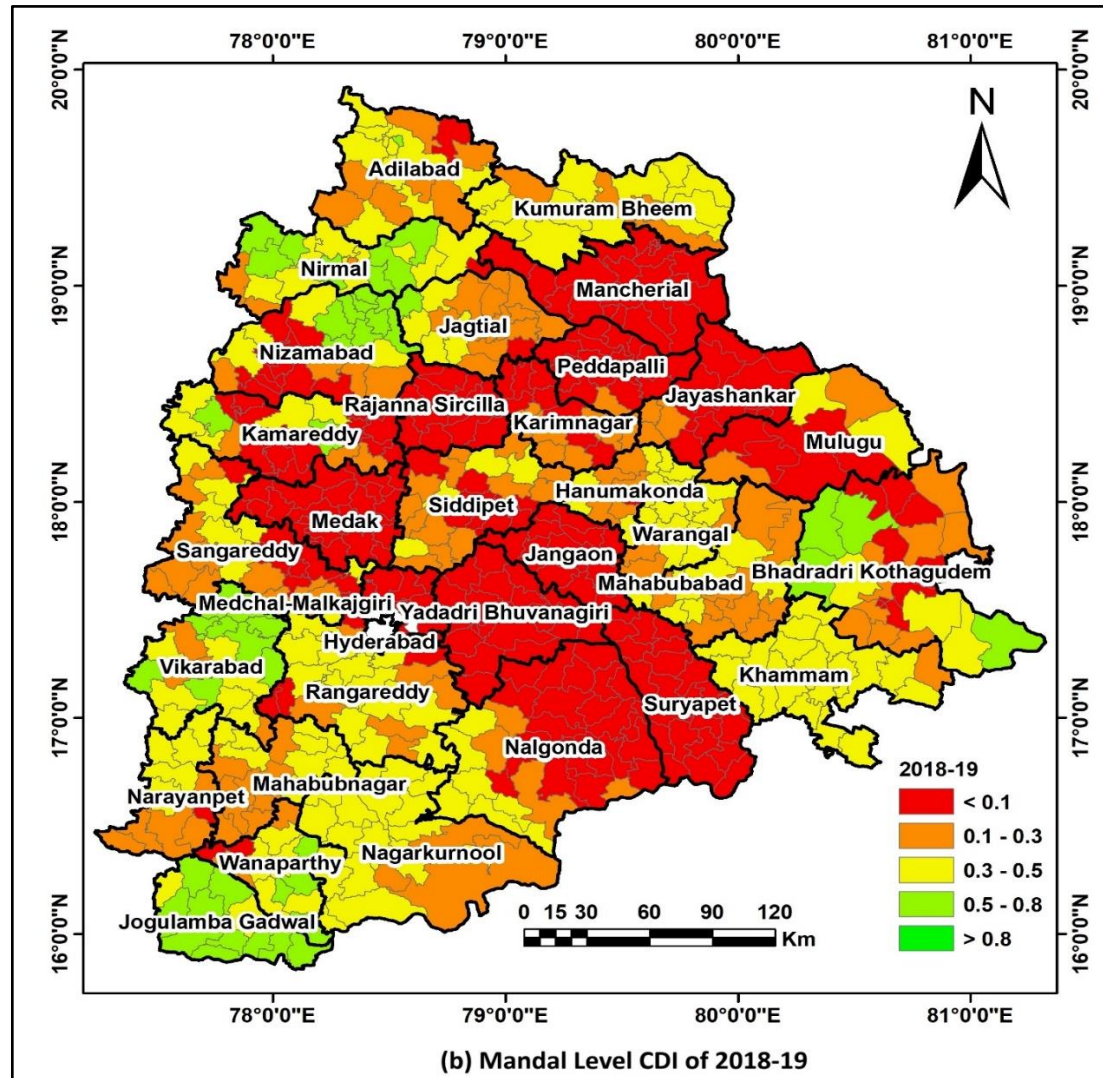 78°0'0"E 79°0'0"E 80°0'0"E 81°0'0"E
20°0'0"N 20°0'0"N
N
Adilabad
Kumuram Bheem
Nirmal
19°0'0"N 19°0'0"N
Mancherial
Jagtial
Nizamabad
Peddapalli
Rajanna Sircilla
Jayashankar
Karimnagar
Kamareddy
Mulugu
18°0'0"N 18°0'0"N
Hanumakonda
Siddipet
Medak
Warangal
Sangareddy
Jangaon
Bhadradri Kothagudem
Mahabubabad
Medchal-Malkajgiri
Yadadri Bhuvanagiri
Hyderabad
Vikarabad
Khammam
Rangareddy
Suryapet
17°0'0"N 17°0'0"N
Nalgonda
Mahabubnagar
Narayanpet
Wanaparthy
Nagarkurnool
Jogulamba Gadwal
16°0'0"N 16°0'0"N
2018-19
< 0.1
0.1 - 0.3
0.3 - 0.5
0.5 - 0.8
> 0.8
0 15 30 60 90 120
Km
78°0'0"E 79°0'0"E 80°0'0"E 81°0'0"E
(b) Mandal Level CDI of 2018-19